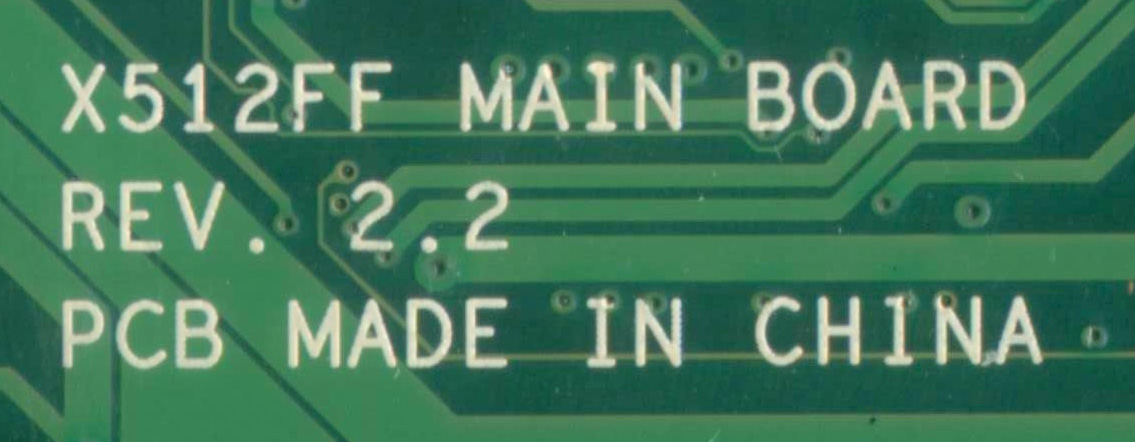 X512FF MAIN BOARD
REV. 2.2
PCB MADE IN CHINA